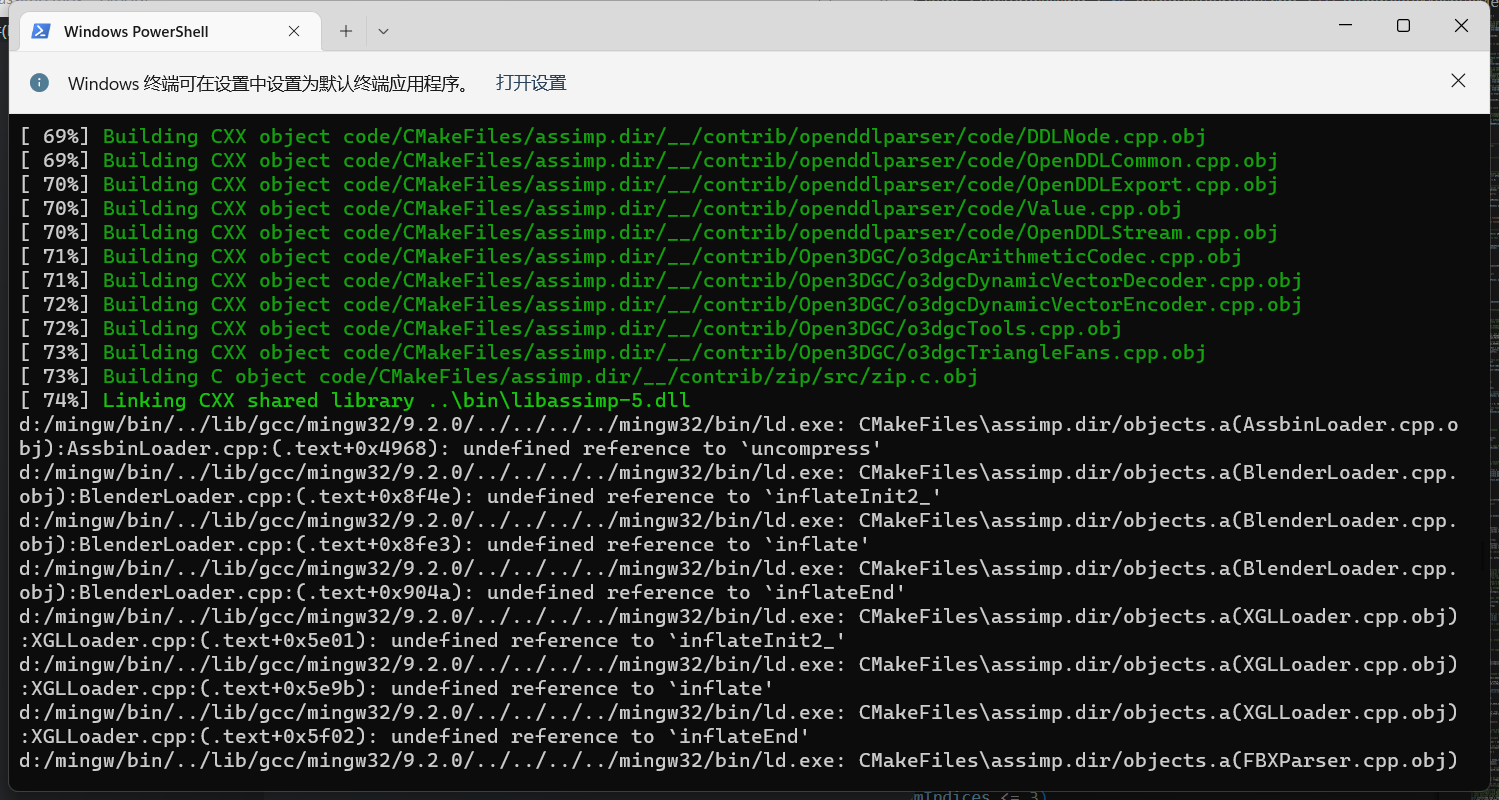 Windows PowerShell
Windows 终端可在设置中设置为默认终端应用程序。 打开设置
[ 69%] Building CXX object code/CMakeFiles/assimp.dir/__/contrib/openddlparser/code/DDLNode.cpp.obj
[ 69%] Building CXX object code/CMakeFiles/assimp.dir/__/contrib/openddlparser/code/OpenDDLCommon.cpp.obj
[ 70%] Building CXX object code/CMakeFiles/assimp.dir/__/contrib/openddlparser/code/OpenDDLExport.cpp.obj
[ 70%] Building CXX object code/CMakeFiles/assimp.dir/__/contrib/openddlparser/code/Value.cpp.obj
[ 70%] Building CXX object code/CMakeFiles/assimp.dir/__/contrib/openddlparser/code/OpenDDLStream.cpp.obj
[ 71%] Building CXX object code/CMakeFiles/assimp.dir/__/contrib/Open3DGC/o3dgcArithmeticCodec.cpp.obj
[ 71%] Building CXX object code/CMakeFiles/assimp.dir/__/contrib/Open3DGC/o3dgcDynamicVectorDecoder.cpp.obj
[ 72%] Building CXX object code/CMakeFiles/assimp.dir/__/contrib/Open3DGC/o3dgcDynamicVectorEncoder.cpp.obj
[ 72%] Building CXX object code/CMakeFiles/assimp.dir/__/contrib/Open3DGC/o3dgcTools.cpp.obj
[ 73%] Building CXX object code/CMakeFiles/assimp.dir/__/contrib/Open3DGC/o3dgcTriangleFans.cpp.obj
[ 73%] Building C object code/CMakeFiles/assimp.dir/__/contrib/zip/src/zip.c.obj
[ 74%] Linking CXX shared library ..\bin\libassimp-5.dll
d:/mingw/bin/../lib/gcc/mingw32/9.2.0/../../../../mingw32/bin/ld.exe: CMakeFiles\assimp.dir/objects.a(AssbinLoader.cpp.o
bj):AssbinLoader.cpp:(.text+0x4968): undefined reference to `uncompress'
d:/mingw/bin/../lib/gcc/mingw32/9.2.0/../../../../mingw32/bin/ld.exe: CMakeFiles\assimp.dir/objects.a(BlenderLoader.cpp.
obj):BlenderLoader.cpp:(.text+0x8f4e): undefined reference to `inflateInit2_'
d:/mingw/bin/../lib/gcc/mingw32/9.2.0/../../../../mingw32/bin/ld.exe: CMakeFiles\assimp.dir/objects.a(BlenderLoader.cpp.
obj):BlenderLoader.cpp:(.text+0x8fe3): undefined reference to `inflate'
d:/mingw/bin/../lib/gcc/mingw32/9.2.0/../../../../mingw32/bin/ld.exe: CMakeFiles\assimp.dir/objects.a(BlenderLoader.cpp.
obj):BlenderLoader.cpp:(.text+0x904a): undefined reference to `inflateEnd'
d:/mingw/bin/../lib/gcc/mingw32/9.2.0/../../../../mingw32/bin/ld.exe: CMakeFiles\assimp.dir/objects.a(XGLLoader.cpp.obj)
:XGLLoader.cpp:(.text+0x5e01): undefined reference to `inflateInit2_'
d:/mingw/bin/../lib/gcc/mingw32/9.2.0/../../../../mingw32/bin/ld.exe: CMakeFiles\assimp.dir/objects.a(XGLLoader.cpp.obj)
:XGLLoader.cpp:(.text+0x5e9b): undefined reference to `inflate'
d:/mingw/bin/../lib/gcc/mingw32/9.2.0/../../../../mingw32/bin/ld.exe: CMakeFiles\assimp.dir/objects.a(XGLLoader.cpp.obj)
:XGLLoader.cpp:(.text+0x5f02): undefined reference to `inflateEnd'
d:/mingw/bin/../lib/gcc/mingw32/9.2.0/../../../../mingw32/bin/ld.exe: CMakeFiles\assimp.dir/objects.a(FBXParser.cpp.obj)
mIndices <= 3)